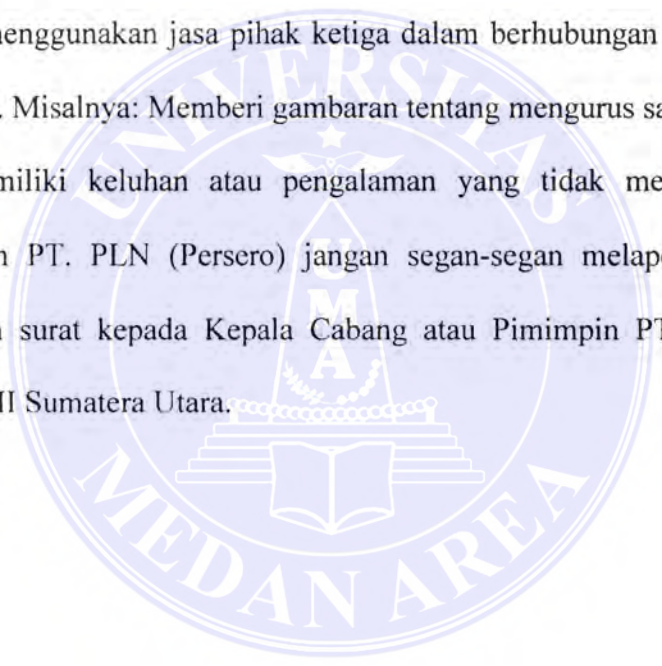 menggunakan jasa pihak ketiga dalam berhubungan
. Misalnya: Memberi gambaran tentang mengurus sa
miliki keluhan atau pengalaman yang tidak me
n PT. PLN (Persero) jangan segan-segan melap
surat kepada Kepala Cabang atau Pimimpin PT
II Sumatera Utara.
UNIVERSITAS
UMA
MEDAN AREA